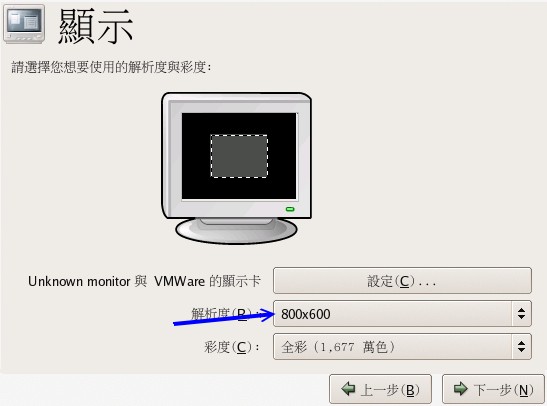 顯示
請選擇您想要使用的解析度與彩度:
Unknown monitor 與 VMWare 的顯示卡 設定(C)...
解析度(R): 800x600
彩度(C): 全彩 (1,677 萬色)
上一步(B) 下一步(N)